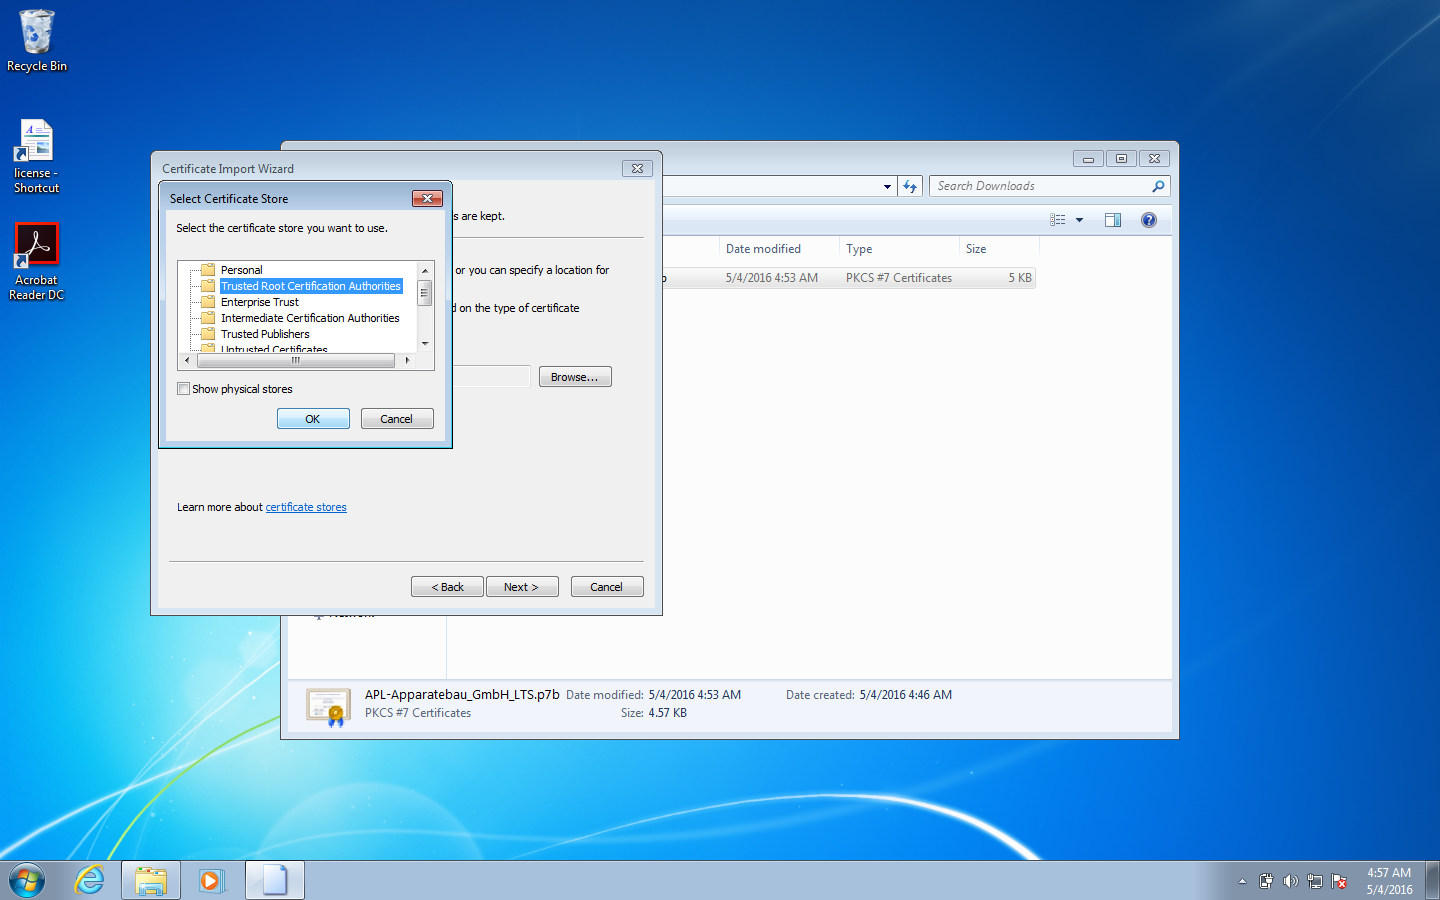 Recycle Bin
license -
Shortcut
Acrobat
Reader DC
Certificate Import Wizard
Select Certificate Store
Select the certificate store you want to use.
Personal
Trusted Root Certification Authorities
Enterprise Trust
Intermediate Certification Authorities
Trusted Publishers
Untrusted Certificates
Show physical stores
OK
Cancel
s are kept.
or you can specify a location for
d on the type of certificate
Browse...
Learn more about certificate stores
< Back
Next >
Cancel
Search Downloads
Date modified
Type
Size
5/4/2016 4:53 AM
PKCS #7 Certificates
5 KB
Network
APL-Apparatebau_GmbH_LTS.p7b
Date modified: 5/4/2016 4:53 AM
Date created: 5/4/2016 4:46 AM
PKCS #7 Certificates
Size: 4.57 KB
4:57 AM
5/4/2016